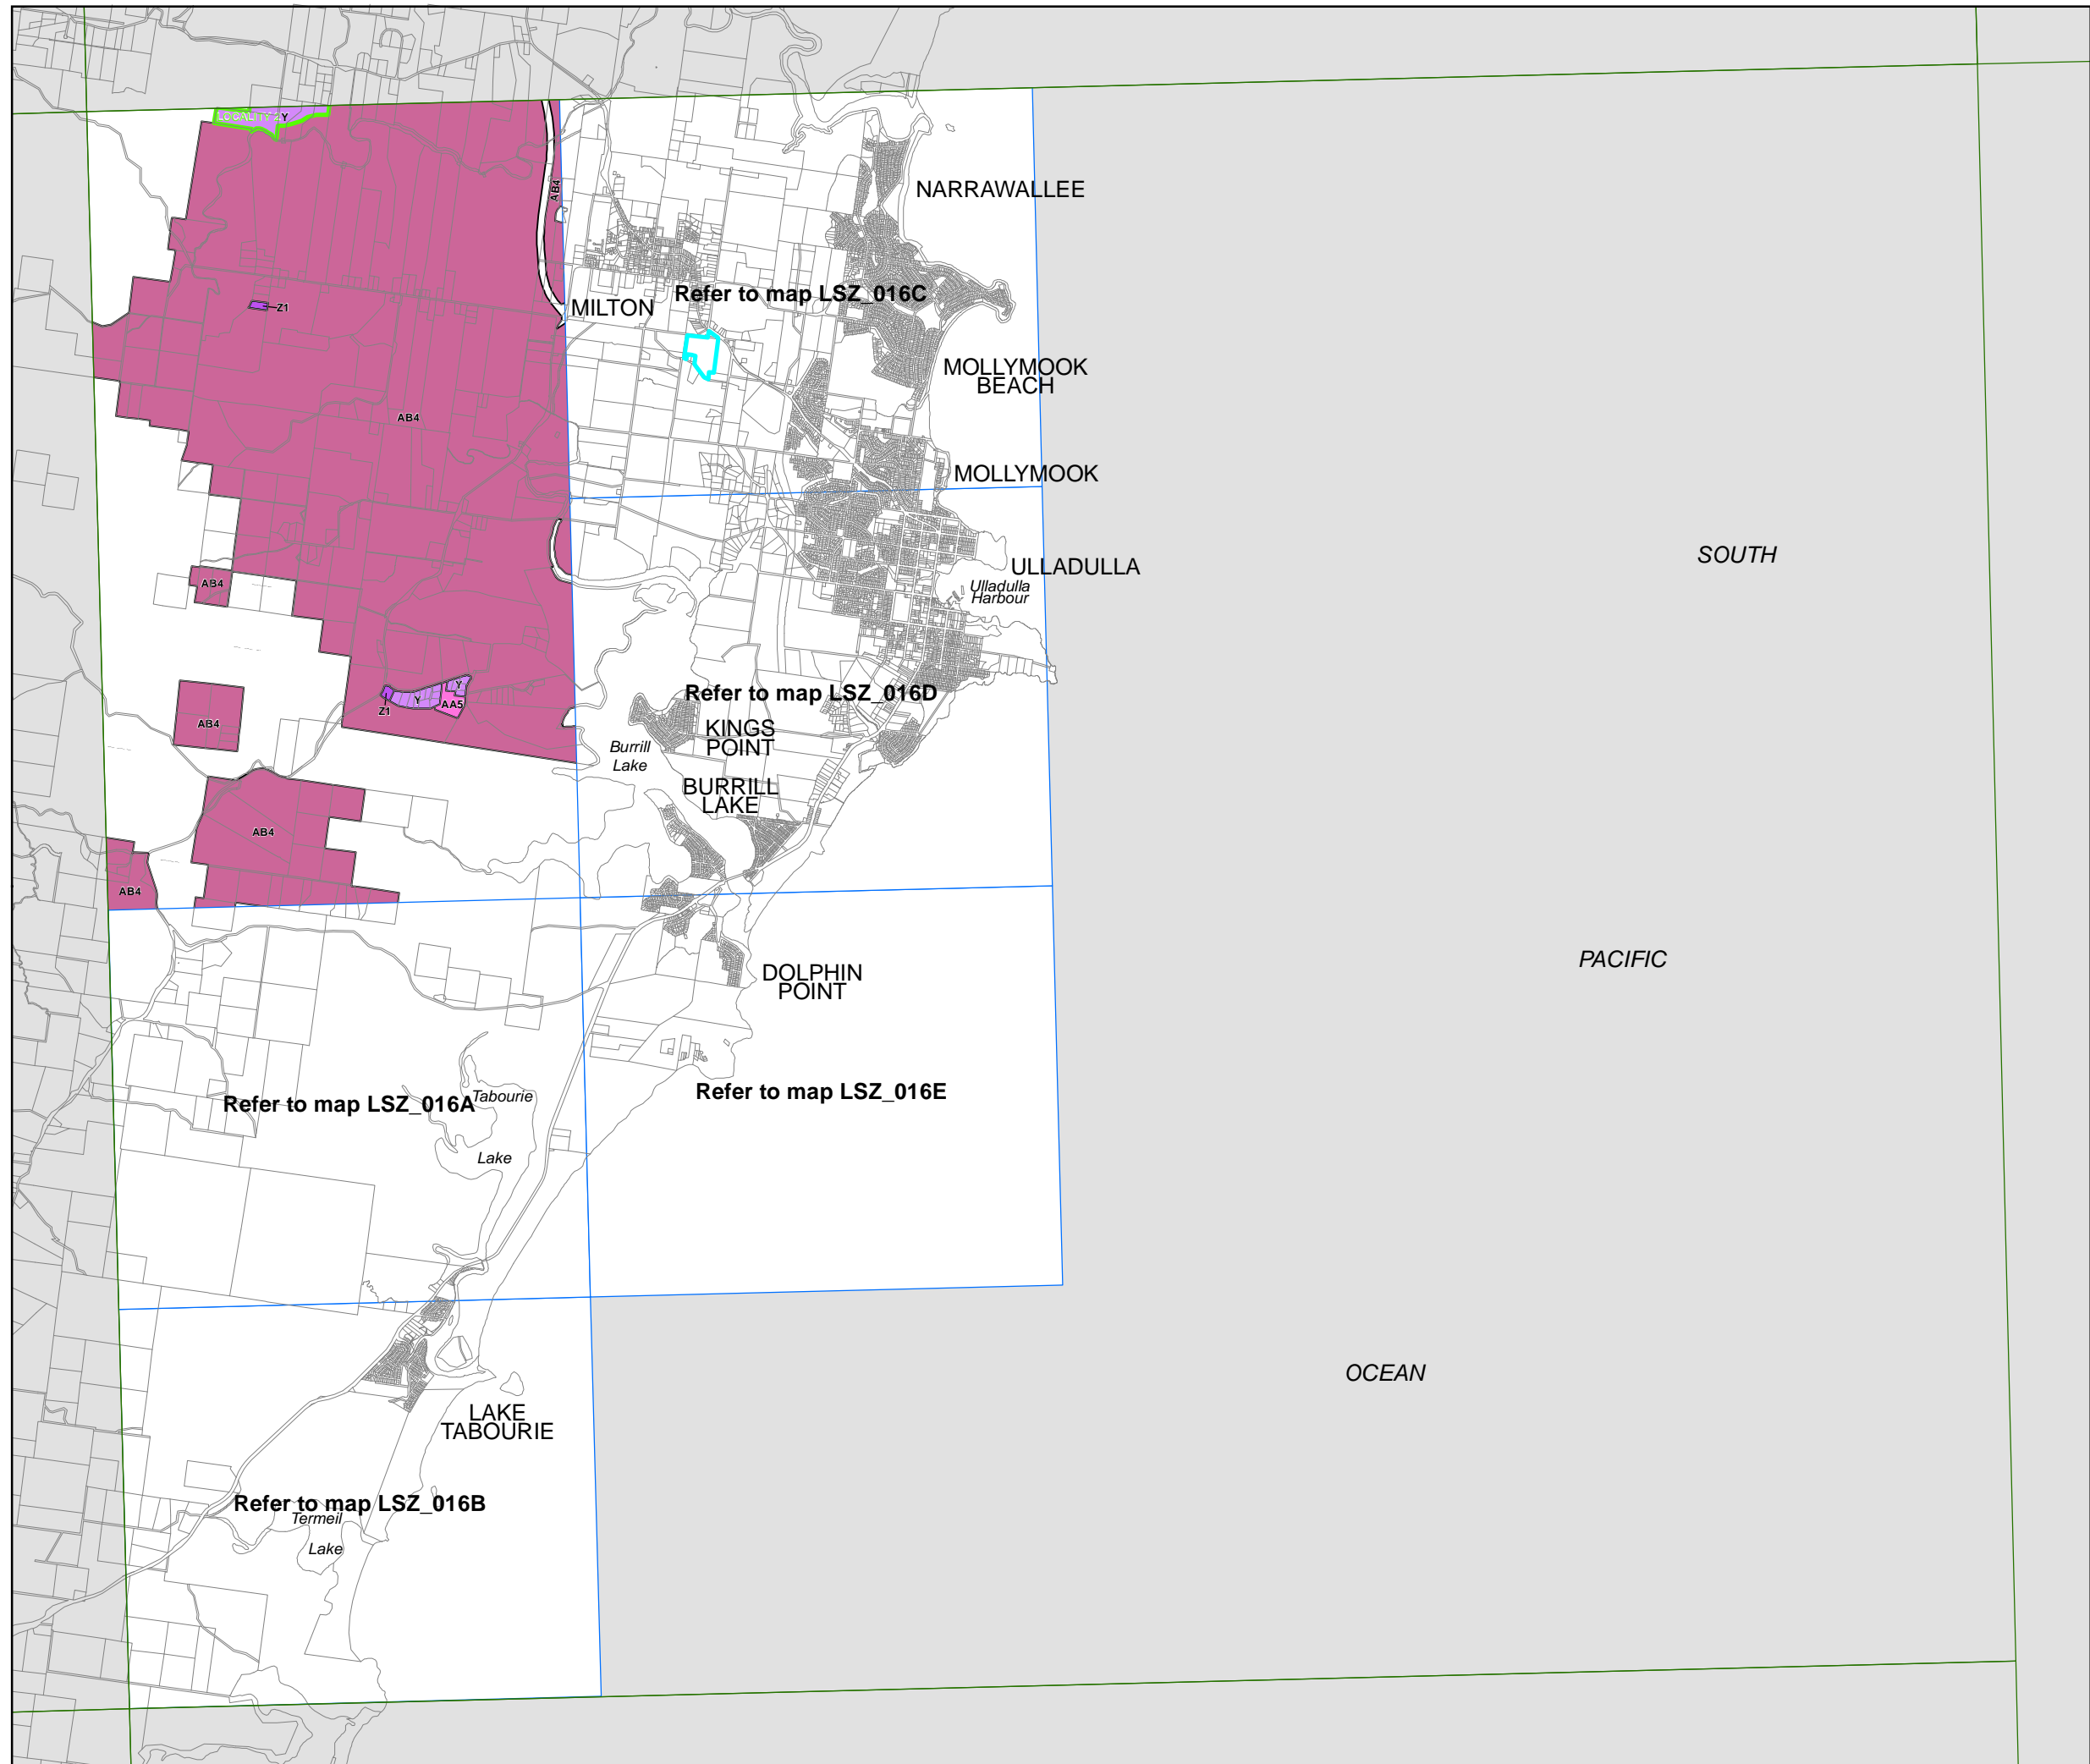 LOCALITY 2
Y
AB4
NARRAWALLEE
Z1
MILTON
Refer to map LSZ_016C
MOLLYMOOK
BEACH
AB4
MOLLYMOOK
SOUTH
ULLADULLA
Ulladulla
Harbour
AB4
Y
Y
AA5
Z1
Refer to map LSZ_016D
AB4
KINGS
POINT
Burrill
Lake
BURRILL
LAKE
AB4
AB4
PACIFIC
DOLPHIN
POINT
Refer to map LSZ_016E
Tabourie
Refer to map LSZ_016A
Lake
OCEAN
LAKE
TABOURIE
Refer to map LSZ_016B
Termeil
Lake